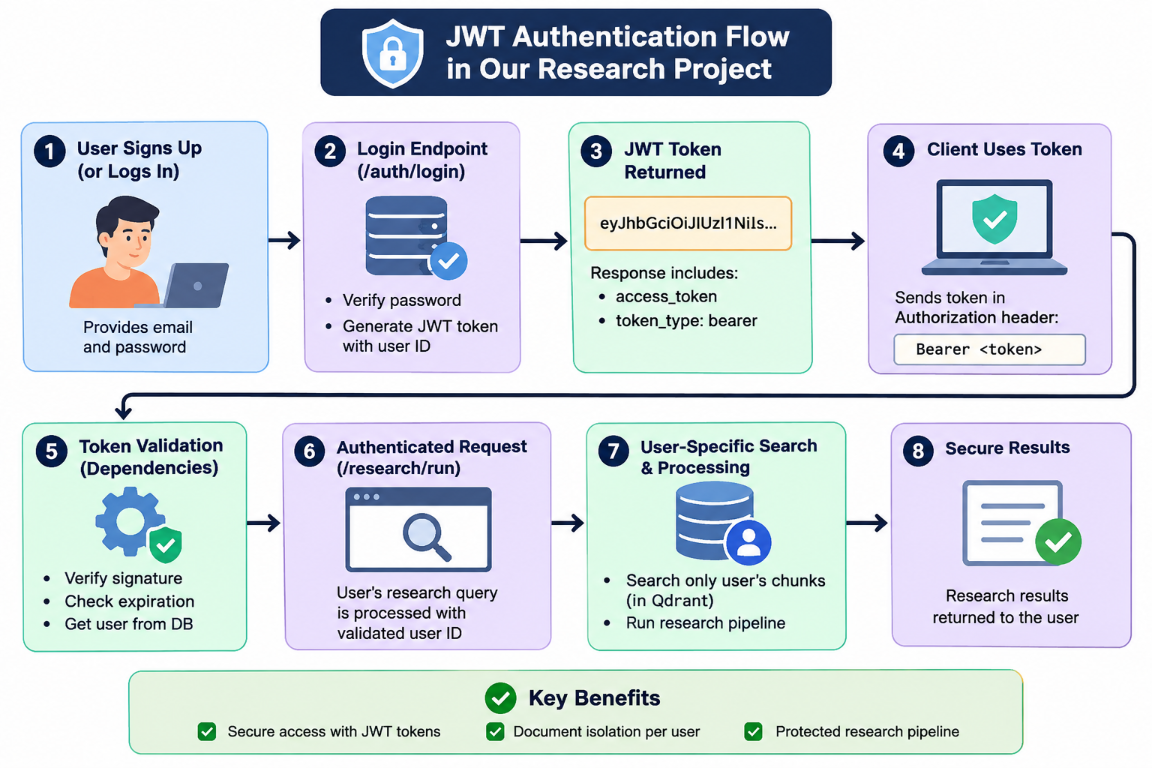 JWT Authentication Flow
in Our Research Project
1
User Signs Up
(or Logs In)
Provides email
and password
2
Login Endpoint
(/auth/login)
• Verify password
• Generate JWT token
with user ID
3
JWT Token
Returned
eyJhbGciOiJIUzI1NiIs...
Response includes:
• access_token
• token_type: bearer
4
Client Uses Token
Sends token in
Authorization header:
Bearer <token>
5
Token Validation
(Dependencies)
• Verify signature
• Check expiration
• Get user from DB
6
Authenticated Request
(/research/run)
User's research query
is processed with
validated user ID
7
User-Specific Search
& Processing
• Search only user's chunks
(in Qdrant)
• Run research pipeline
8
Secure Results
Research results
returned to the user
Key Benefits
Secure access with JWT tokens
Document isolation per user
Protected research pipeline